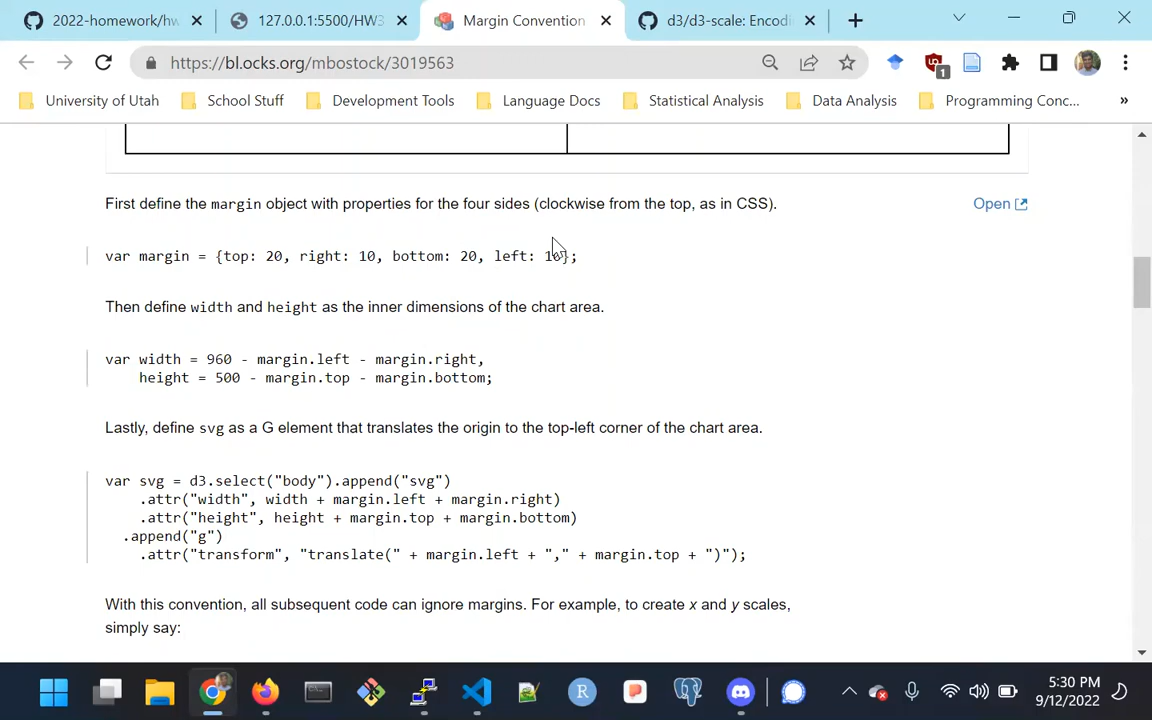 2022-homework/hw
127.0.0.1:5500/HW3
Margin Convention
d3/d3-scale: Encodi
https://bl.ocks.org/mbostock/3019563
1
University of Utah
School Stuff
Development Tools
Language Docs
Statistical Analysis
Data Analysis
Programming Conc...
»
First define the margin object with properties for the four sides (clockwise from the top, as in CSS).
Open
var margin = {top: 20, right: 10, bottom: 20, left: 10};
Then define width and height as the inner dimensions of the chart area.
var width = 960 - margin.left - margin.right,
height = 500 - margin.top - margin.bottom;
Lastly, define svg as a G element that translates the origin to the top-left corner of the chart area.
var svg = d3.select("body").append("svg")
.attr("width", width + margin.left + margin.right)
.attr("height", height + margin.top + margin.bottom)
.append("g")
.attr("transform", "translate(" + margin.left + "," + margin.top + ")");
With this convention, all subsequent code can ignore margins. For example, to create x and y scales,
simply say:
R
5:30 PM
9/12/2022